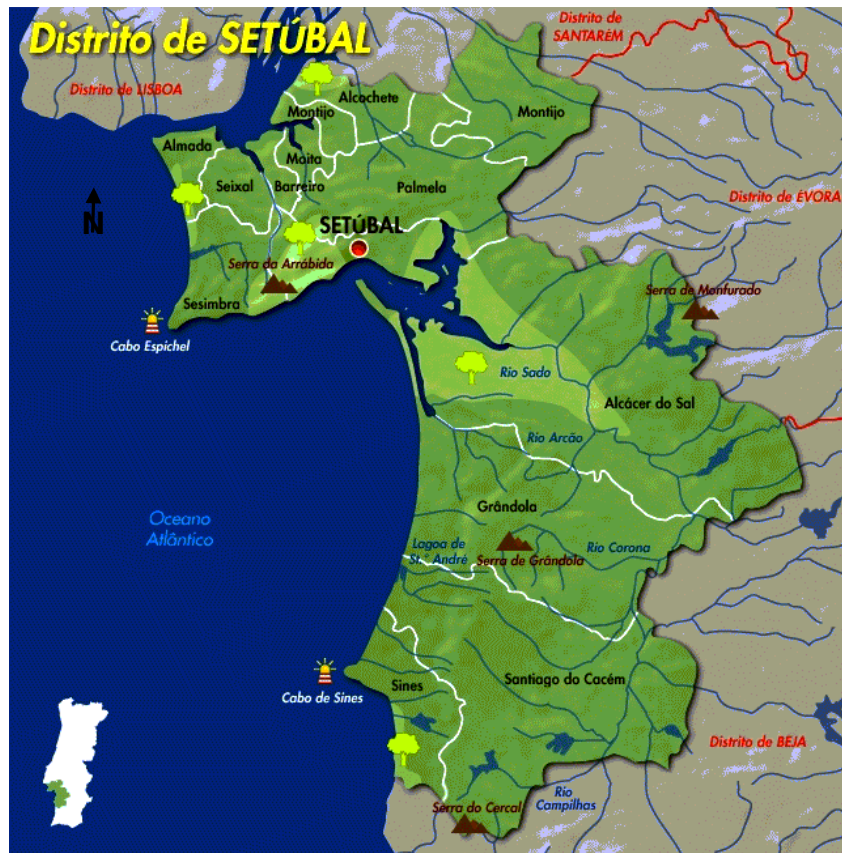 Distrito de SETÚBAL
Distrito de
SANTARÉM
Distrito de LISBOA
Alcochete
Montijo
Montijo
Almada
Moita
Seixal
Barreiro
Palmela
Distrito de ÉVORA
N
SETÚBAL
Serra da Arrábida
Serra de Monfurado
Sesimbra
Cabo Espichel
Rio Sado
Alcácer do Sal
Rio Arcão
Grândola
Oceano
Atlântico
Lagoa de
St.º André
Rio Corona
Serra de Grândola
Cabo de Sines
Sines
Santiago do Cacém
Distrito de BEJA
Rio
Campilhas
Serra do Cercal